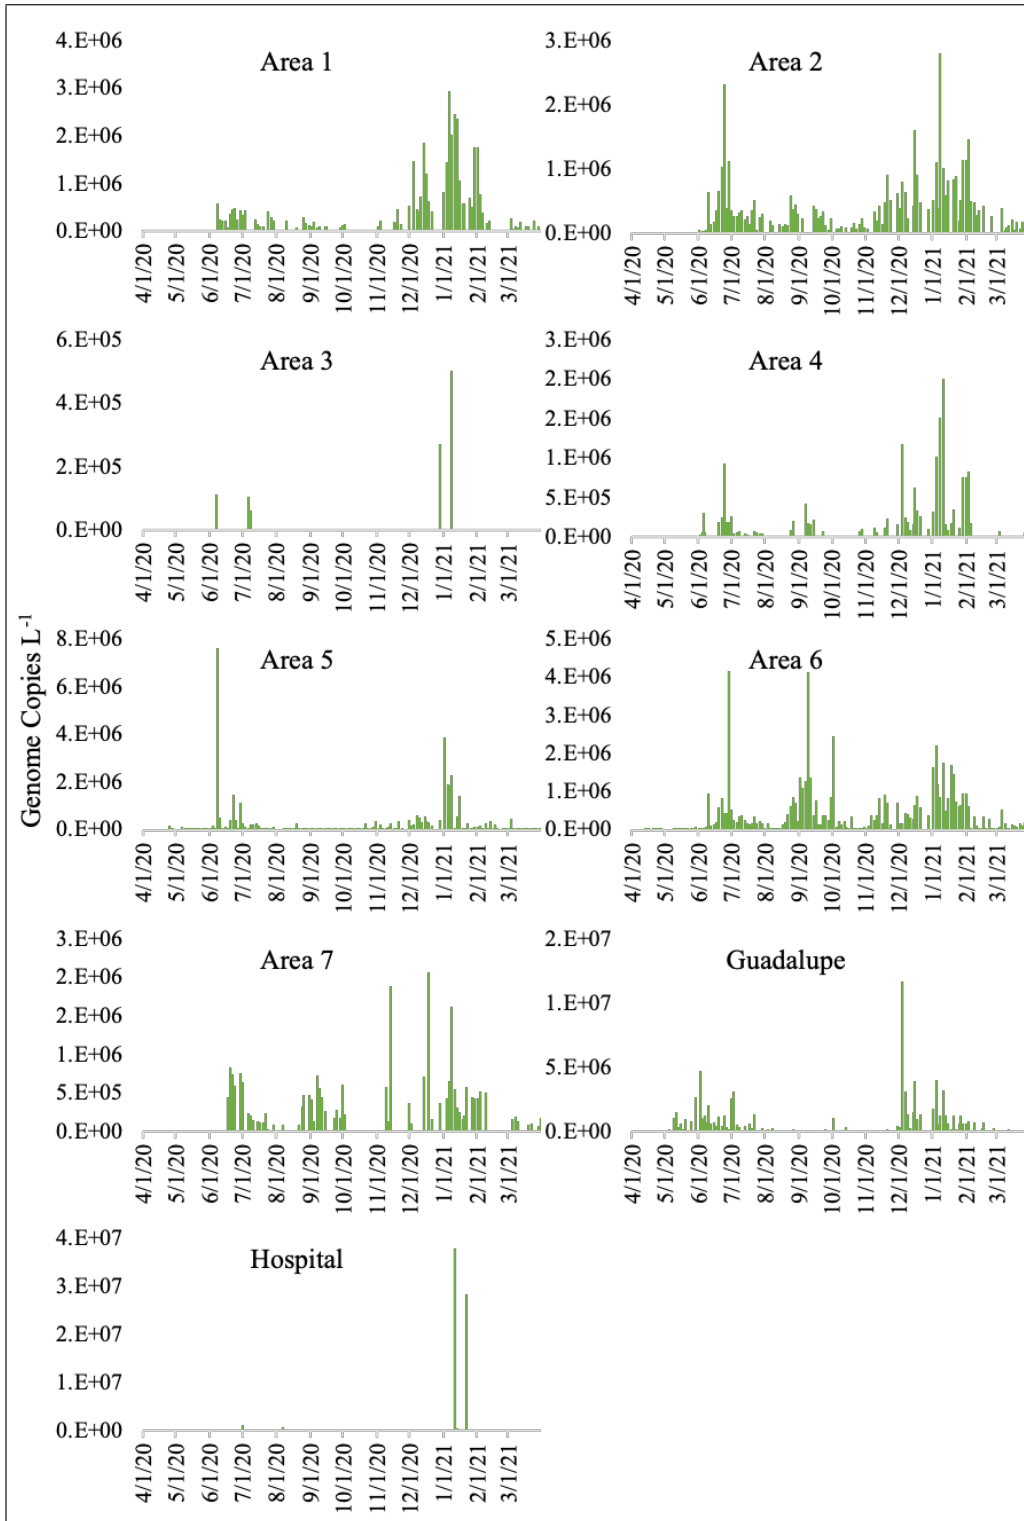 Genome Copies L-1
Area 1
4.E+06
3.E+06
2.E+06
1.E+06
0.E+00
4/1/20 5/1/20 6/1/20 7/1/20 8/1/20 9/1/20 10/1/20 11/1/20 12/1/20 1/1/21 2/1/21 3/1/21
Area 2
3.E+06
2.E+06
1.E+06
0.E+00
4/1/20 5/1/20 6/1/20 7/1/20 8/1/20 9/1/20 10/1/20 11/1/20 12/1/20 1/1/21 2/1/21 3/1/21
Area 3
6.E+05
4.E+05
2.E+05
0.E+00
4/1/20 5/1/20 6/1/20 7/1/20 8/1/20 9/1/20 10/1/20 11/1/20 12/1/20 1/1/21 2/1/21 3/1/21
Area 4
3.E+06
2.E+06
2.E+06
1.E+06
5.E+05
0.E+00
4/1/20 5/1/20 6/1/20 7/1/20 8/1/20 9/1/20 10/1/20 11/1/20 12/1/20 1/1/21 2/1/21 3/1/21
Area 5
8.E+06
6.E+06
4.E+06
2.E+06
0.E+00
4/1/20 5/1/20 6/1/20 7/1/20 8/1/20 9/1/20 10/1/20 11/1/20 12/1/20 1/1/21 2/1/21 3/1/21
Area 6
5.E+06
4.E+06
3.E+06
2.E+06
1.E+06
0.E+00
4/1/20 5/1/20 6/1/20 7/1/20 8/1/20 9/1/20 10/1/20 11/1/20 12/1/20 1/1/21 2/1/21 3/1/21
Area 7
3.E+06
2.E+06
2.E+06
1.E+06
5.E+05
0.E+00
4/1/20 5/1/20 6/1/20 7/1/20 8/1/20 9/1/20 10/1/20 11/1/20 12/1/20 1/1/21 2/1/21 3/1/21
Guadalupe
2.E+07
1.E+07
5.E+06
0.E+00
4/1/20 5/1/20 6/1/20 7/1/20 8/1/20 9/1/20 10/1/20 11/1/20 12/1/20 1/1/21 2/1/21 3/1/21
Hospital
4.E+07
3.E+07
2.E+07
1.E+07
0.E+00
4/1/20 5/1/20 6/1/20 7/1/20 8/1/20 9/1/20 10/1/20 11/1/20 12/1/20 1/1/21 2/1/21 3/1/21